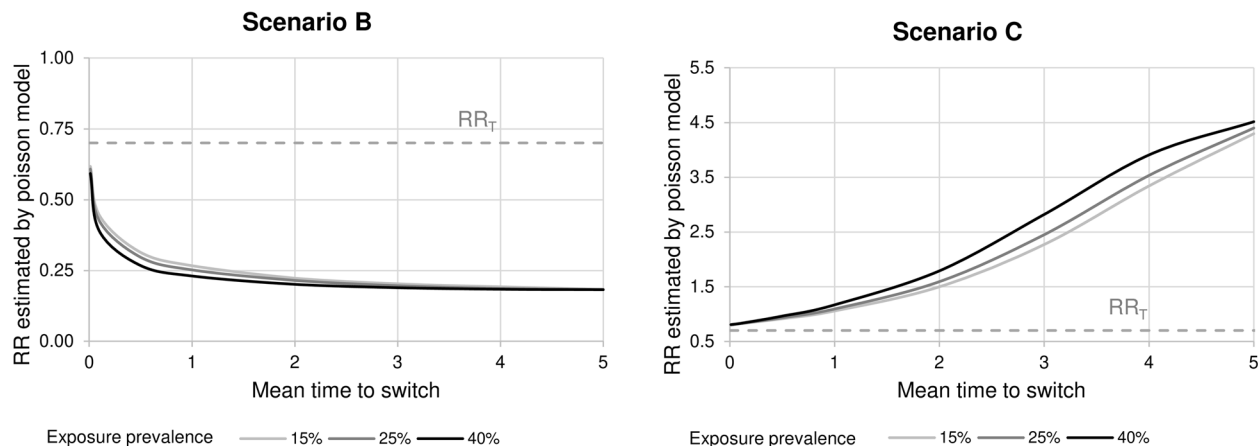 Scenario B
RR estimated by poisson model
1.00
0.75
0.50
0.25
0.00
RR_T
0 1 2 3 4 5
Mean time to switch
Exposure prevalence 15% 25% 40%
Scenario C
RR estimated by poisson model
5.5
4.5
3.5
2.5
1.5
0.5
RR_T
0 1 2 3 4 5
Mean time to switch
Exposure prevalence 15% 25% 40%